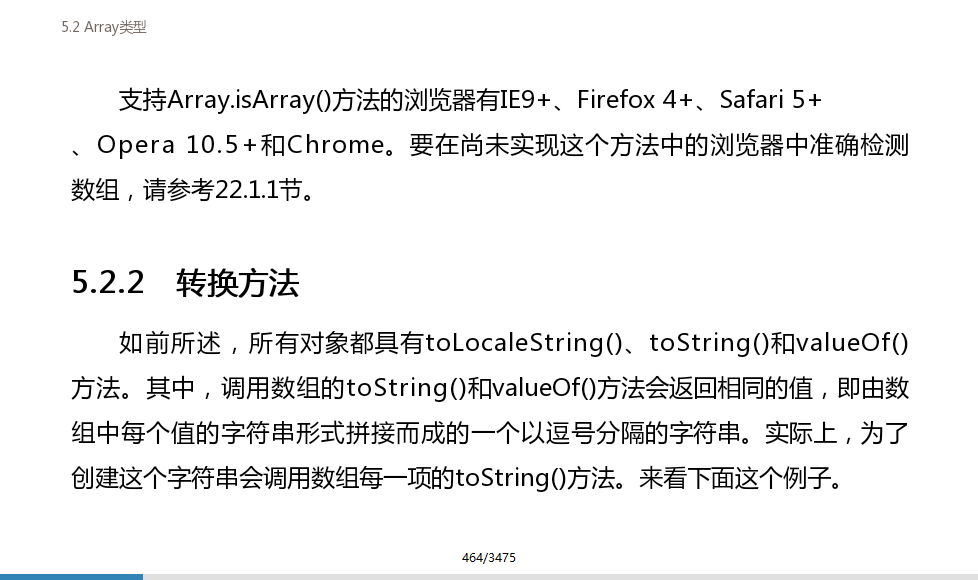 5.2 Array类型
支持Array.isArray()方法的浏览器有IE9+、Firefox 4+、Safari 5+
、Opera 10.5+和Chrome。要在尚未实现这个方法中的浏览器中准确检测
数组，请参考22.1.1节。
5.2.2 转换方法
如前所述，所有对象都具有toLocaleString()、toString()和valueOf()
方法。其中，调用数组的toString()和valueOf()方法会返回相同的值，即由数
组中每个值的字符串形式拼接而成的一个以逗号分隔的字符串。实际上，为了
创建这个字符串会调用数组每一项的toString()方法。来看下面这个例子。
464/3475